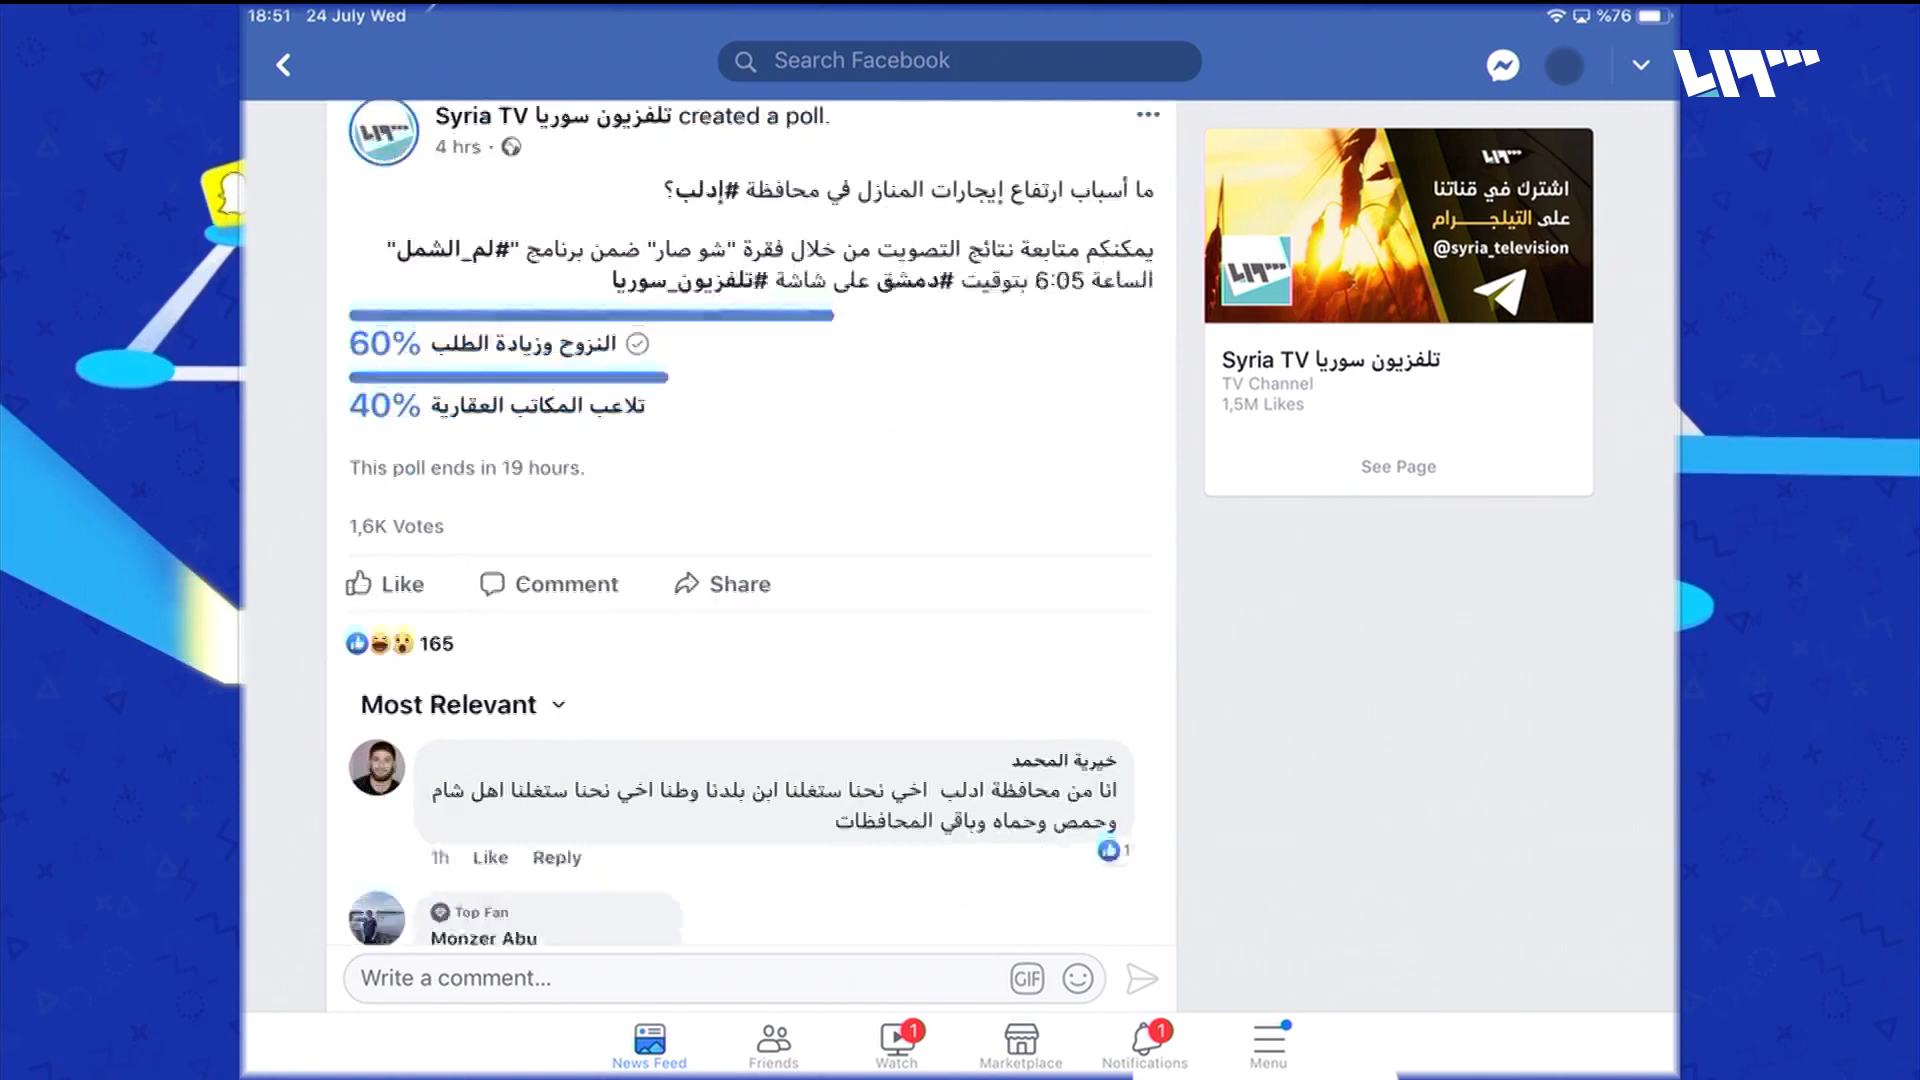 18:51 24 July Wed
%76
Search Facebook
Syria TV تلفزيون سوريا created a poll.
4 hrs ·
ما أسباب ارتفاع إيجارات المنازل في محافظة #إدلب؟
يمكنكم متابعة نتائج التصويت من خلال فقرة "شو صار" ضمن برنامج "#لم_الشمل"
الساعة 6:05 بتوقيت #دمشق على شاشة #تلفزيون_سوريا
60% النزوح وزيادة الطلب
40% تلاعب المكاتب العقارية
This poll ends in 19 hours.
1,6K Votes
Like Comment Share
165
Most Relevant
خيرية المحمد
انا من محافظة ادلب اخي نحنا ستغلنا ابن بلدنا وطنا اخي نحنا ستغلنا اهل شام
وحمص وحماه وباقي المحافظات
1
1h Like Reply
Top Fan
Monzer Abu
Write a comment...
GIF
اشترك في قناتنا
على التيلجـــرام
@syria_television
Syria TV تلفزيون سوريا
TV Channel
1,5M Likes
See Page
1
1
News Feed Friends Watch Marketplace Notifications Menu